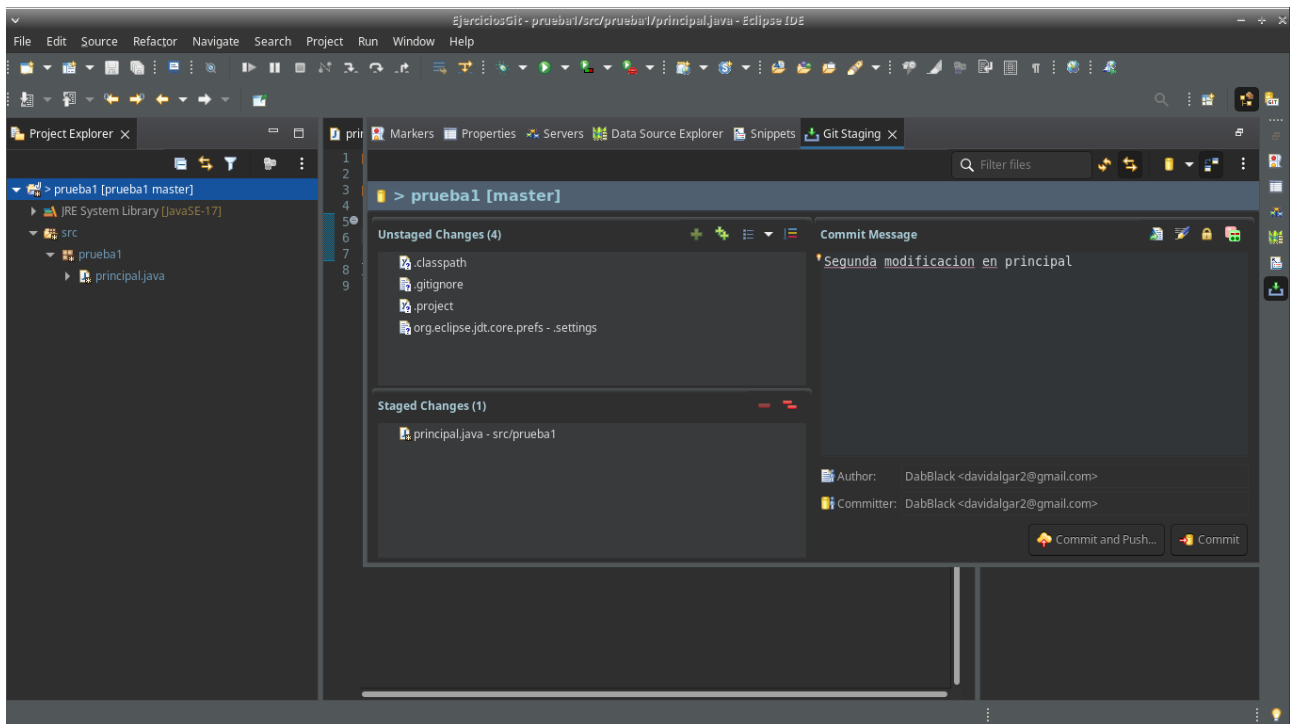 EjerciciosGit - prueba1/src/prueba1/principal.java - Eclipse IDE
File Edit Source Refactor Navigate Search Project Run Window Help
Project Explorer
prin
Markers Properties Servers Data Source Explorer Snippets Git Staging
Filter files
> prueba1 [prueba1 master]
JRE System Library [JavaSE-17]
src
prueba1
principal.java
1
2
3
4
5
6
7
8
9
> prueba1 [master]
Unstaged Changes (4)
.classpath
.gitignore
.project
org.eclipse.jdt.core.prefs - .settings
Staged Changes (1)
principal.java - src/prueba1
Commit Message
Segunda modificacion en principal
Author: DabBlack <davidalgar2@gmail.com>
Committer: DabBlack <davidalgar2@gmail.com>
Commit and Push...
Commit